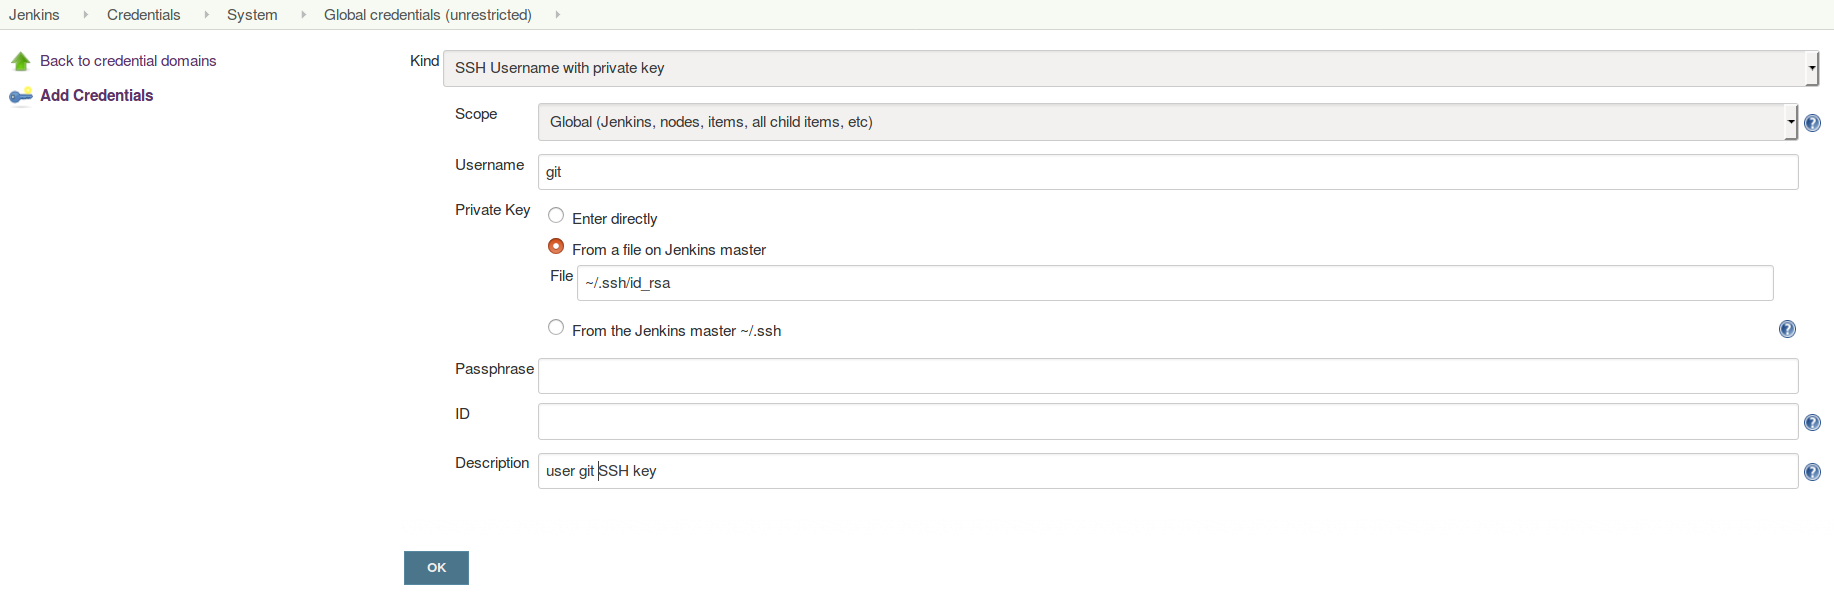 Jenkins Credentials System Global credentials (unrestricted)
Back to credential domains
Add Credentials
Kind SSH Username with private key
Scope Global (Jenkins, nodes, items, all child items, etc)
Username git
Private Key Enter directly
From a file on Jenkins master
File ~/.ssh/id_rsa
From the Jenkins master ~/.ssh
Passphrase
ID
Description user git SSH key
OK